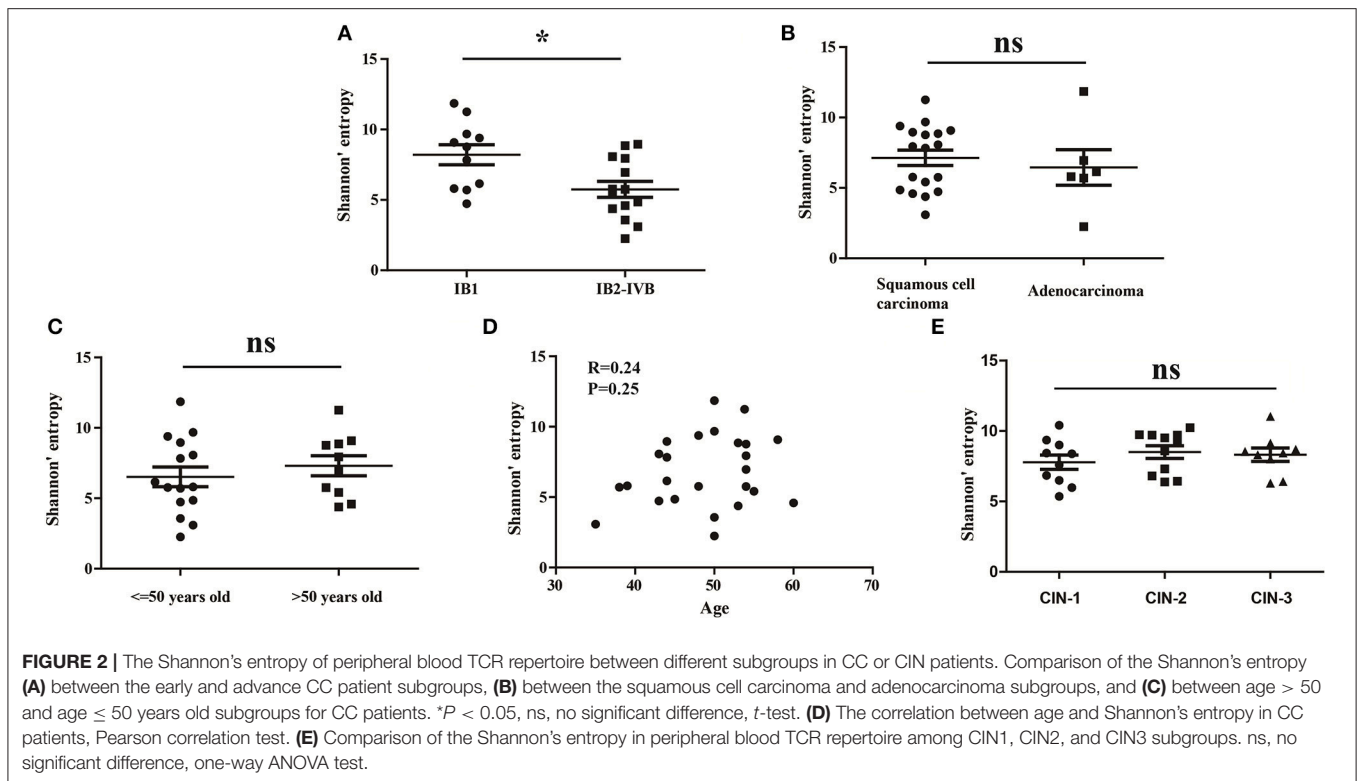 A
*
15
10
5
0
Shannon' entropy
IB1
IB2-IVB
B
ns
15
10
5
0
Shannon' entropy
Squamous cell
carcinoma
Adenocarcinoma
C
ns
15
10
5
0
Shannon' entropy
<=50 years old
>50 years old
D
R=0.24
P=0.25
15
10
5
0
Shannon' entropy
30
40
50
60
70
Age
E
ns
15
10
5
0
Shannon' entropy
CIN-1
CIN-2
CIN-3
FIGURE 2 | The Shannon's entropy of peripheral blood TCR repertoire between different subgroups in CC or CIN patients. Comparison of the Shannon's entropy
(A) between the early and advance CC patient subgroups, (B) between the squamous cell carcinoma and adenocarcinoma subgroups, and (C) between age > 50
and age ≤ 50 years old subgroups for CC patients. *P < 0.05, ns, no significant difference, t-test. (D) The correlation between age and Shannon's entropy in CC
patients, Pearson correlation test. (E) Comparison of the Shannon's entropy in peripheral blood TCR repertoire among CIN1, CIN2, and CIN3 subgroups. ns, no
significant difference, one-way ANOVA test.